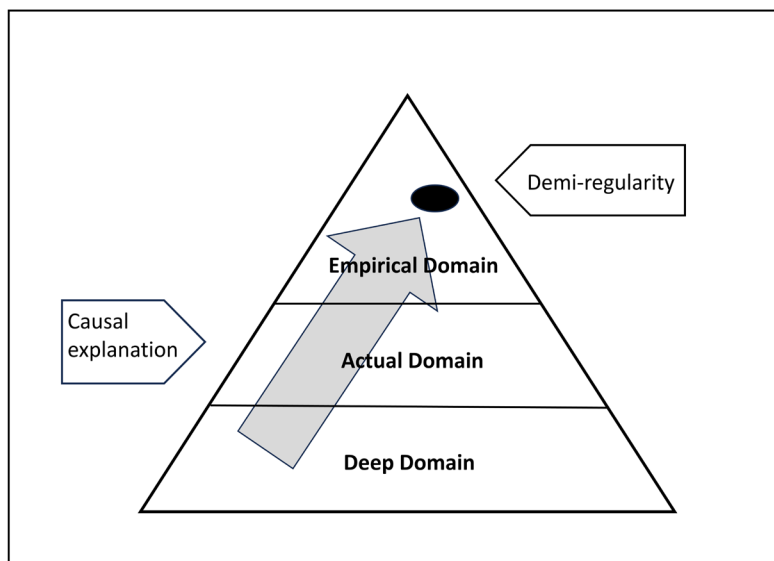 Demi-regularity
Empirical Domain
Causal
explanation
Actual Domain
Deep Domain